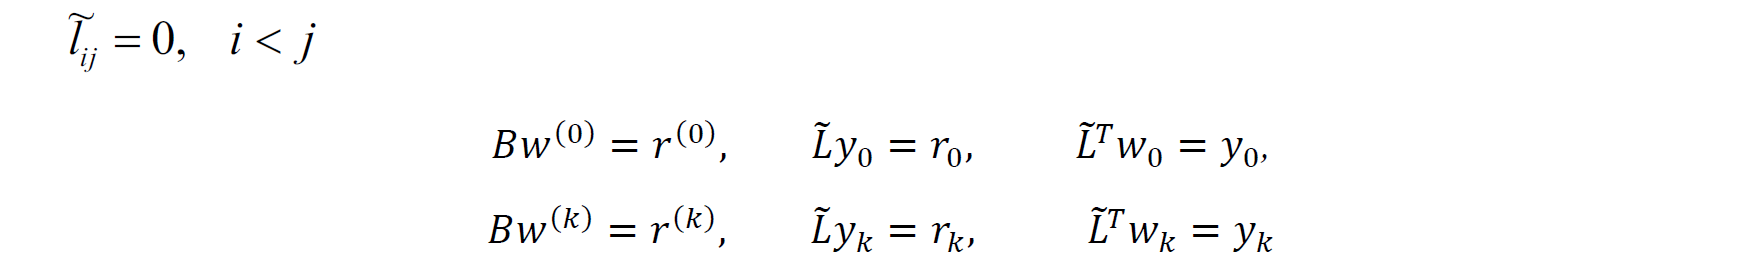 l̃ᵢⱼ = 0, i < j
Bw⁽⁰⁾ = r⁽⁰⁾, L̃y₀ = r₀, L̃ᵀw₀ = y₀,
Bw⁽ᵏ⁾ = r⁽ᵏ⁾, L̃yₖ = rₖ, L̃ᵀwₖ = yₖ